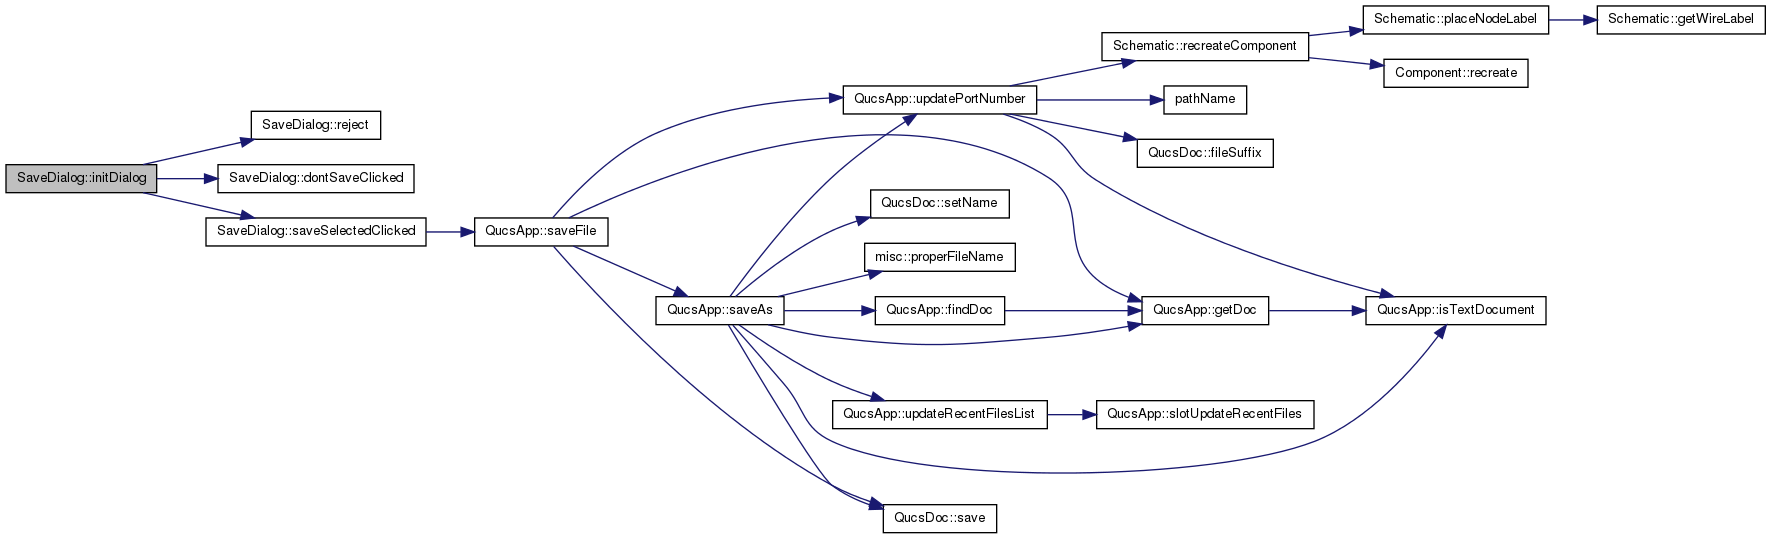 Schematic::placeNodeLabel
Schematic::getWireLabel
Schematic::recreateComponent
Component::recreate
QucsApp::updatePortNumber
pathName
SaveDialog::reject
QucsDoc::fileSuffix
SaveDialog::initDialog
SaveDialog::dontSaveClicked
QucsDoc::setName
SaveDialog::saveSelectedClicked
QucsApp::saveFile
misc::properFileName
QucsApp::saveAs
QucsApp::findDoc
QucsApp::getDoc
QucsApp::isTextDocument
QucsApp::updateRecentFilesList
QucsApp::slotUpdateRecentFiles
QucsDoc::save